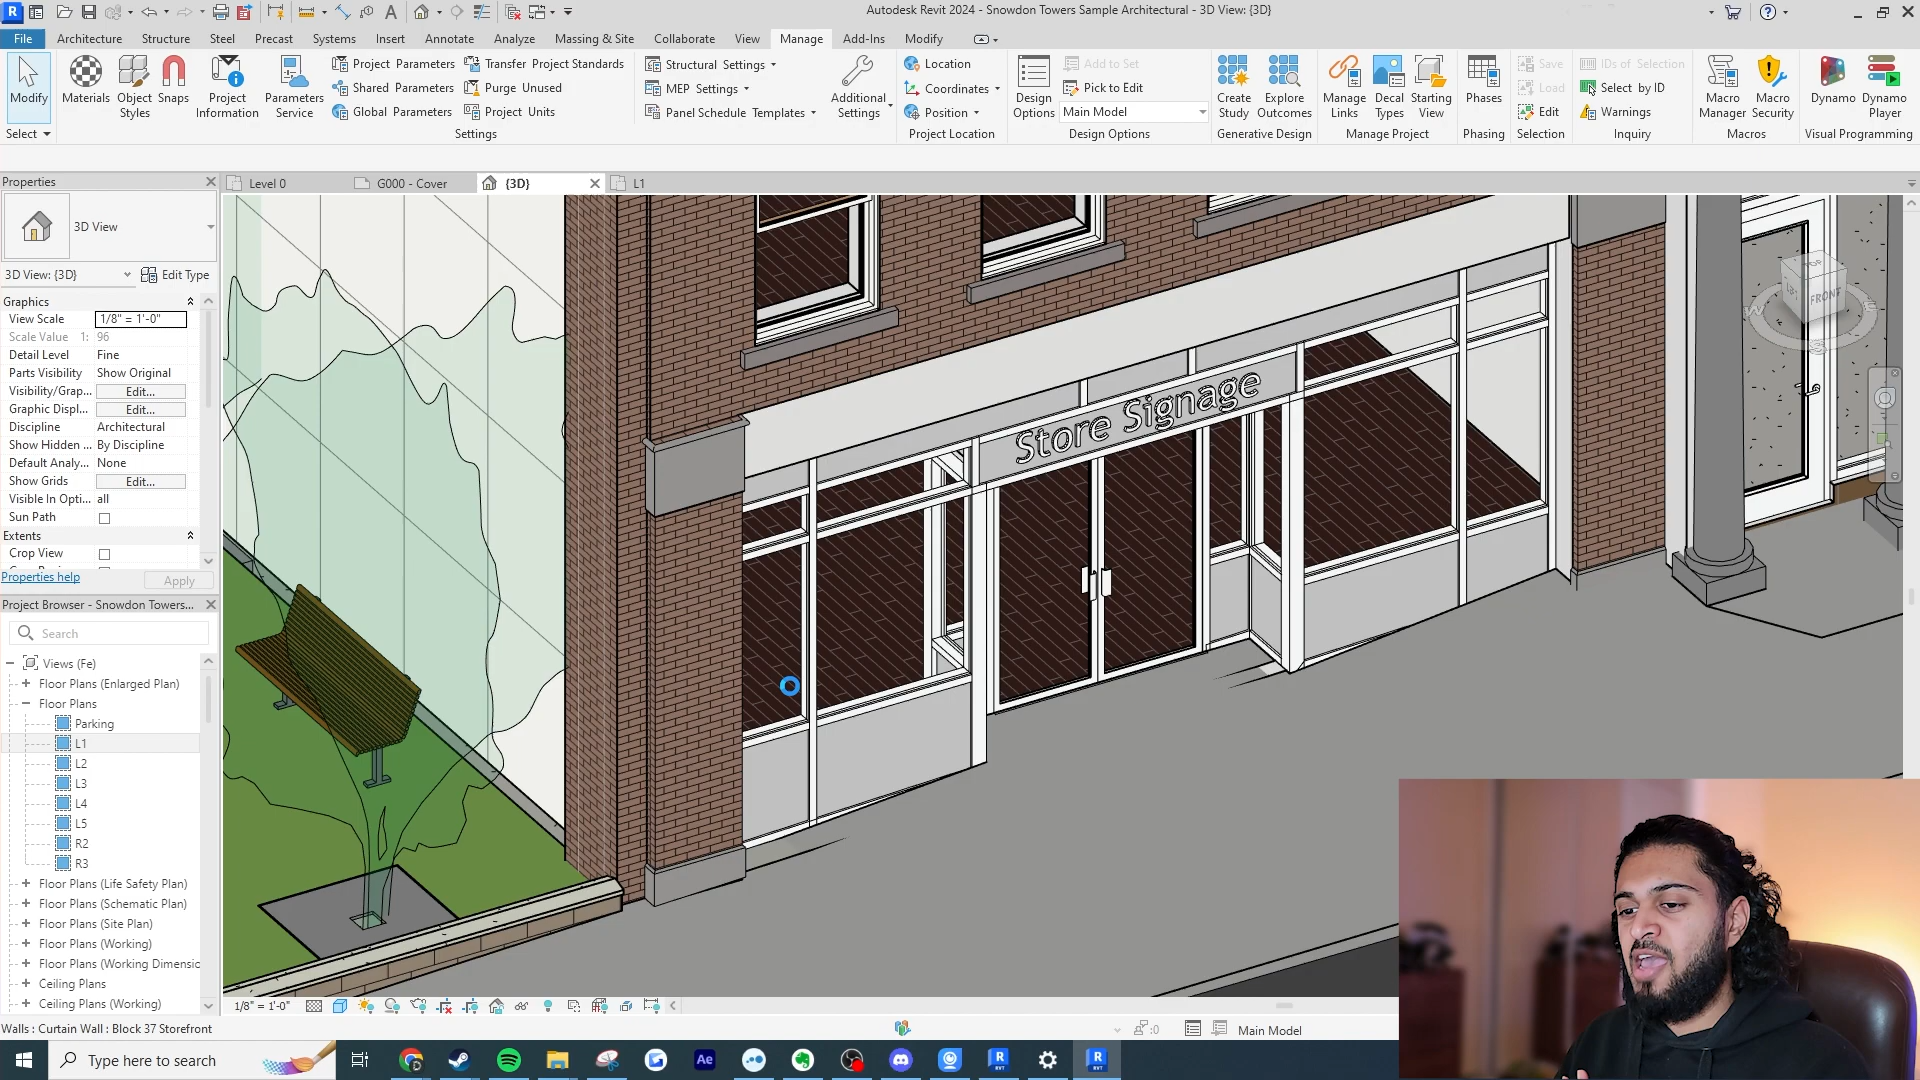 Autodesk Revit 2024 - Snowdon Towers Sample Architectural - 3D View: {3D}
File Architecture Structure Steel Precast Systems Insert Annotate Analyze Massing & Site Collaborate View Manage Add-Ins Modify
Modify
Select
Materials
Object Styles
Snaps
Project Information
Parameters Service
Project Parameters
Shared Parameters
Global Parameters
Transfer Project Standards
Purge Unused
Project Units
Settings
Structural Settings
MEP Settings
Panel Schedule Templates
Additional Settings
Location
Coordinates
Position
Project Location
Design Options
Add to Set
Pick to Edit
Main Model
Design Options
Create Study
Explore Outcomes
Generative Design
Manage Links
Decal Types
Starting View
Manage Project
Phases
Phasing
Save
Load
Edit
Selection
IDs of Selection
Select by ID
Warnings
Inquiry
Macro Manager
Macro Security
Macros
Dynamo
Dynamo Player
Visual Programming
Properties
3D View
3D View: {3D} Edit Type
Graphics
View Scale 1/8" = 1'-0"
Scale Value 1: 96
Detail Level Fine
Parts Visibility Show Original
Visibility/Grap... Edit...
Graphic Displ... Edit...
Discipline Architectural
Show Hidden ... By Discipline
Default Analy... None
Show Grids Edit...
Visible In Opti... all
Sun Path
Extents
Crop View
Properties help Apply
Project Browser - Snowdon Towers...
Search
Views (Fe)
Floor Plans (Enlarged Plan)
Floor Plans
Parking
L1
L2
L3
L4
L5
R2
R3
Floor Plans (Life Safety Plan)
Floor Plans (Schematic Plan)
Floor Plans (Site Plan)
Floor Plans (Working)
Floor Plans (Working Dimensio
Ceiling Plans
Ceiling Plans (Working)
Level 0
G000 - Cover
{3D}
L1
Store Signage
TOP
FRONT
W
E
S
1/8" = 1'-0"
Walls : Curtain Wall : Block 37 Storefront
:0
Main Model
Type here to search
Ae